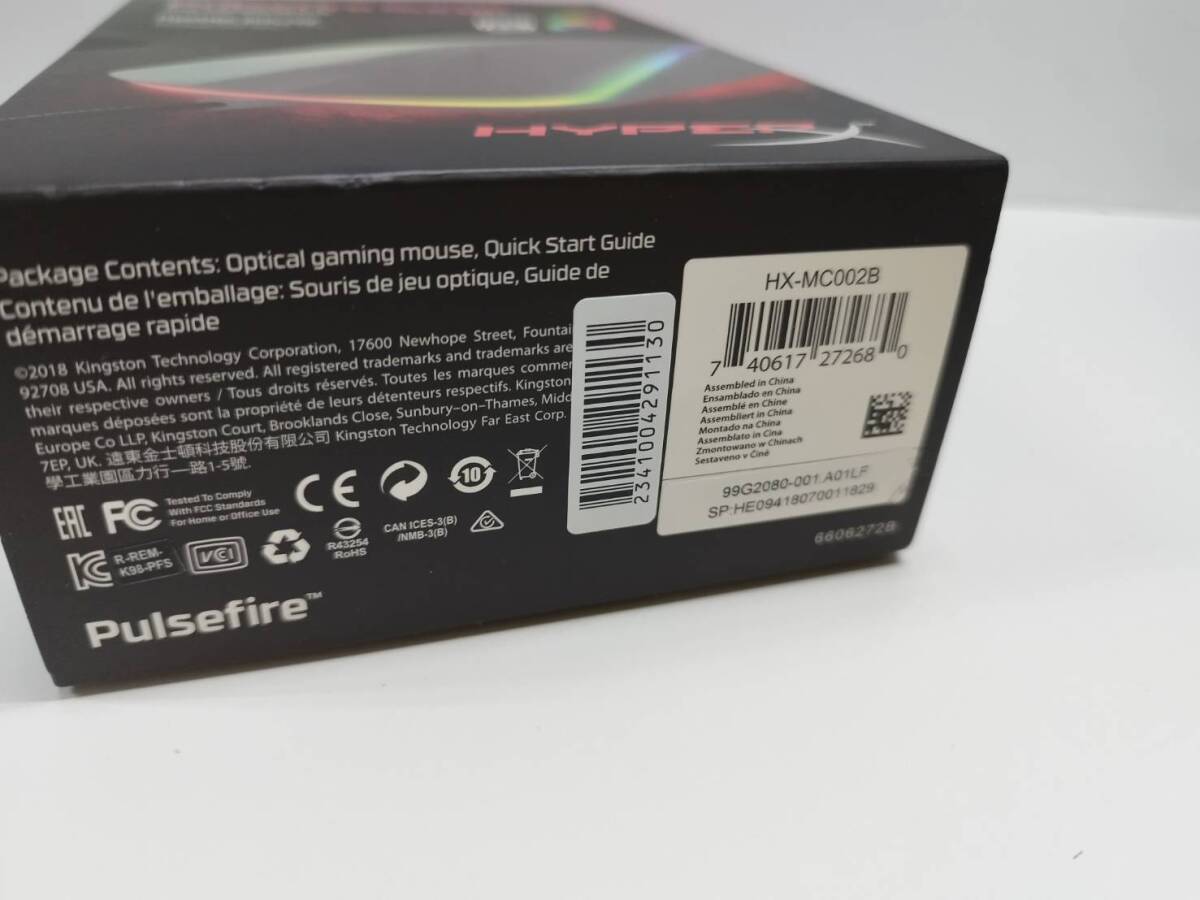 HYPERX
Package Contents: Optical gaming mouse, Quick Start Guide
Contenu de l'emballage: Souris de jeu optique, Guide de
démarrage rapide
©2018 Kingston Technology Corporation, 17600 Newhope Street,
92708 USA. All rights reserved. All registered trademarks and trademarks are
their respective owners / Tous droits réservés. Toutes les marques
marques déposées sont la propriété de leurs détenteurs respectifs. Kingston
Europe Co LLP, Kingston Court, Brooklands Close, Sunbury-on-Thames,
7EP, UK. 遠東金士頓科技股份有限公司 Kingston Technology Far East Corp.
學工業園區力行一路1-5號.
EAC FC Tested To Comply
With FCC Standards
For Home or Office Use
CE
10
R-REM-
K98-PFS
VCI
R43254
RoHS
CAN ICES-3(B)
/NMB-3(B)
Pulsefire™
2341004291130
HX-MC002B
7 40617 27268 0
Assembled in China
Ensamblado en China
Assemblé en Chine
Assembliert in China
Montado na China
Assemblato in Cina
Zmontowano w Chinach
Sestaveno v Číně
99G2080-001.A01LF
SP:HE09418070011829
6606272B